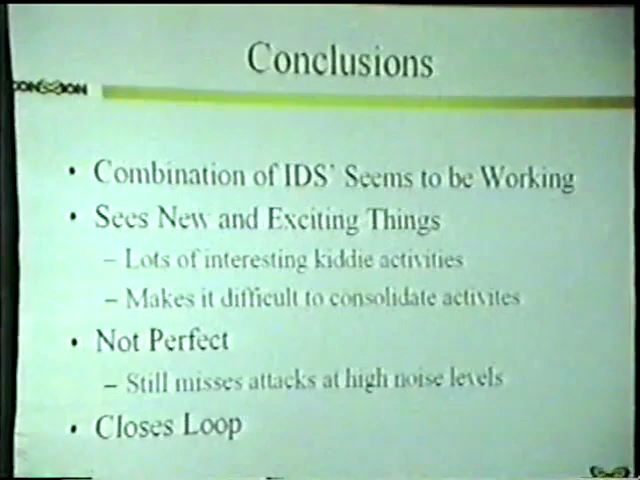 Conclusions
• Combination of IDS' Seems to be Working
• Sees New and Exciting Things
– Lots of interesting kiddie activities
– Makes it difficult to consolidate activites
• Not Perfect
– Still misses attacks at high noise levels
• Closes Loop